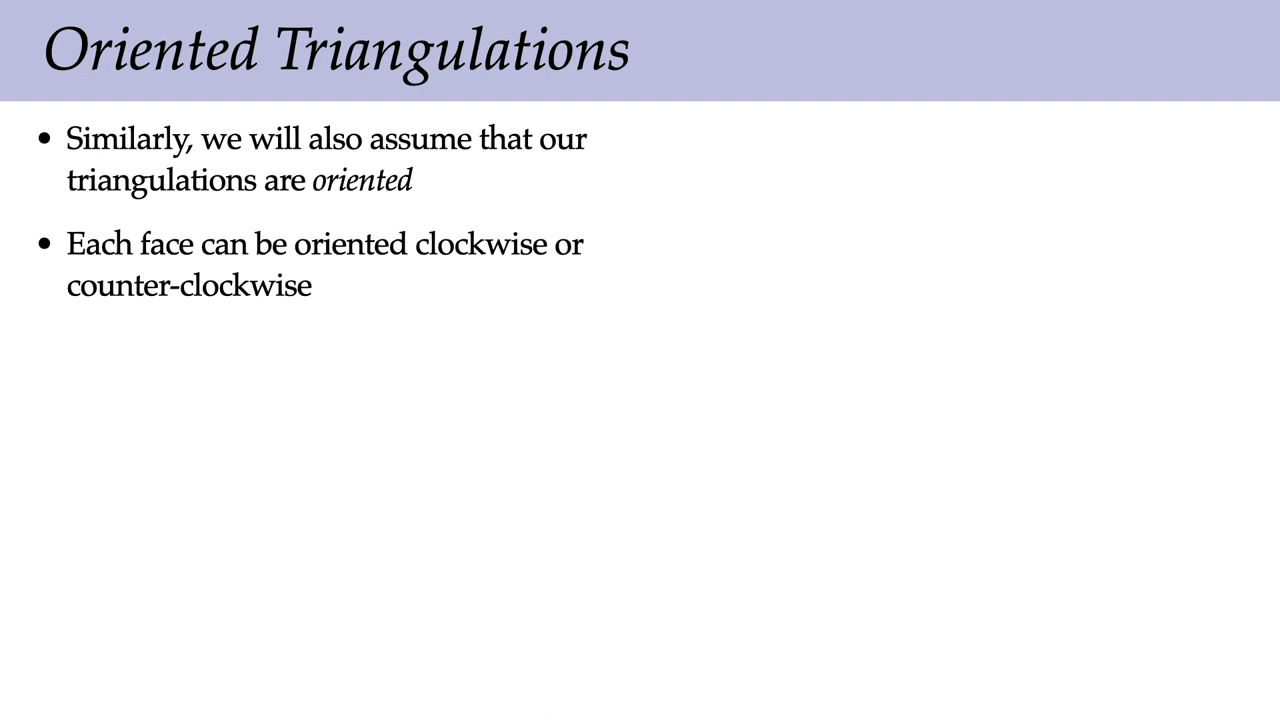 Oriented Triangulations
• Similarly, we will also assume that our
triangulations are oriented
• Each face can be oriented clockwise or
counter-clockwise